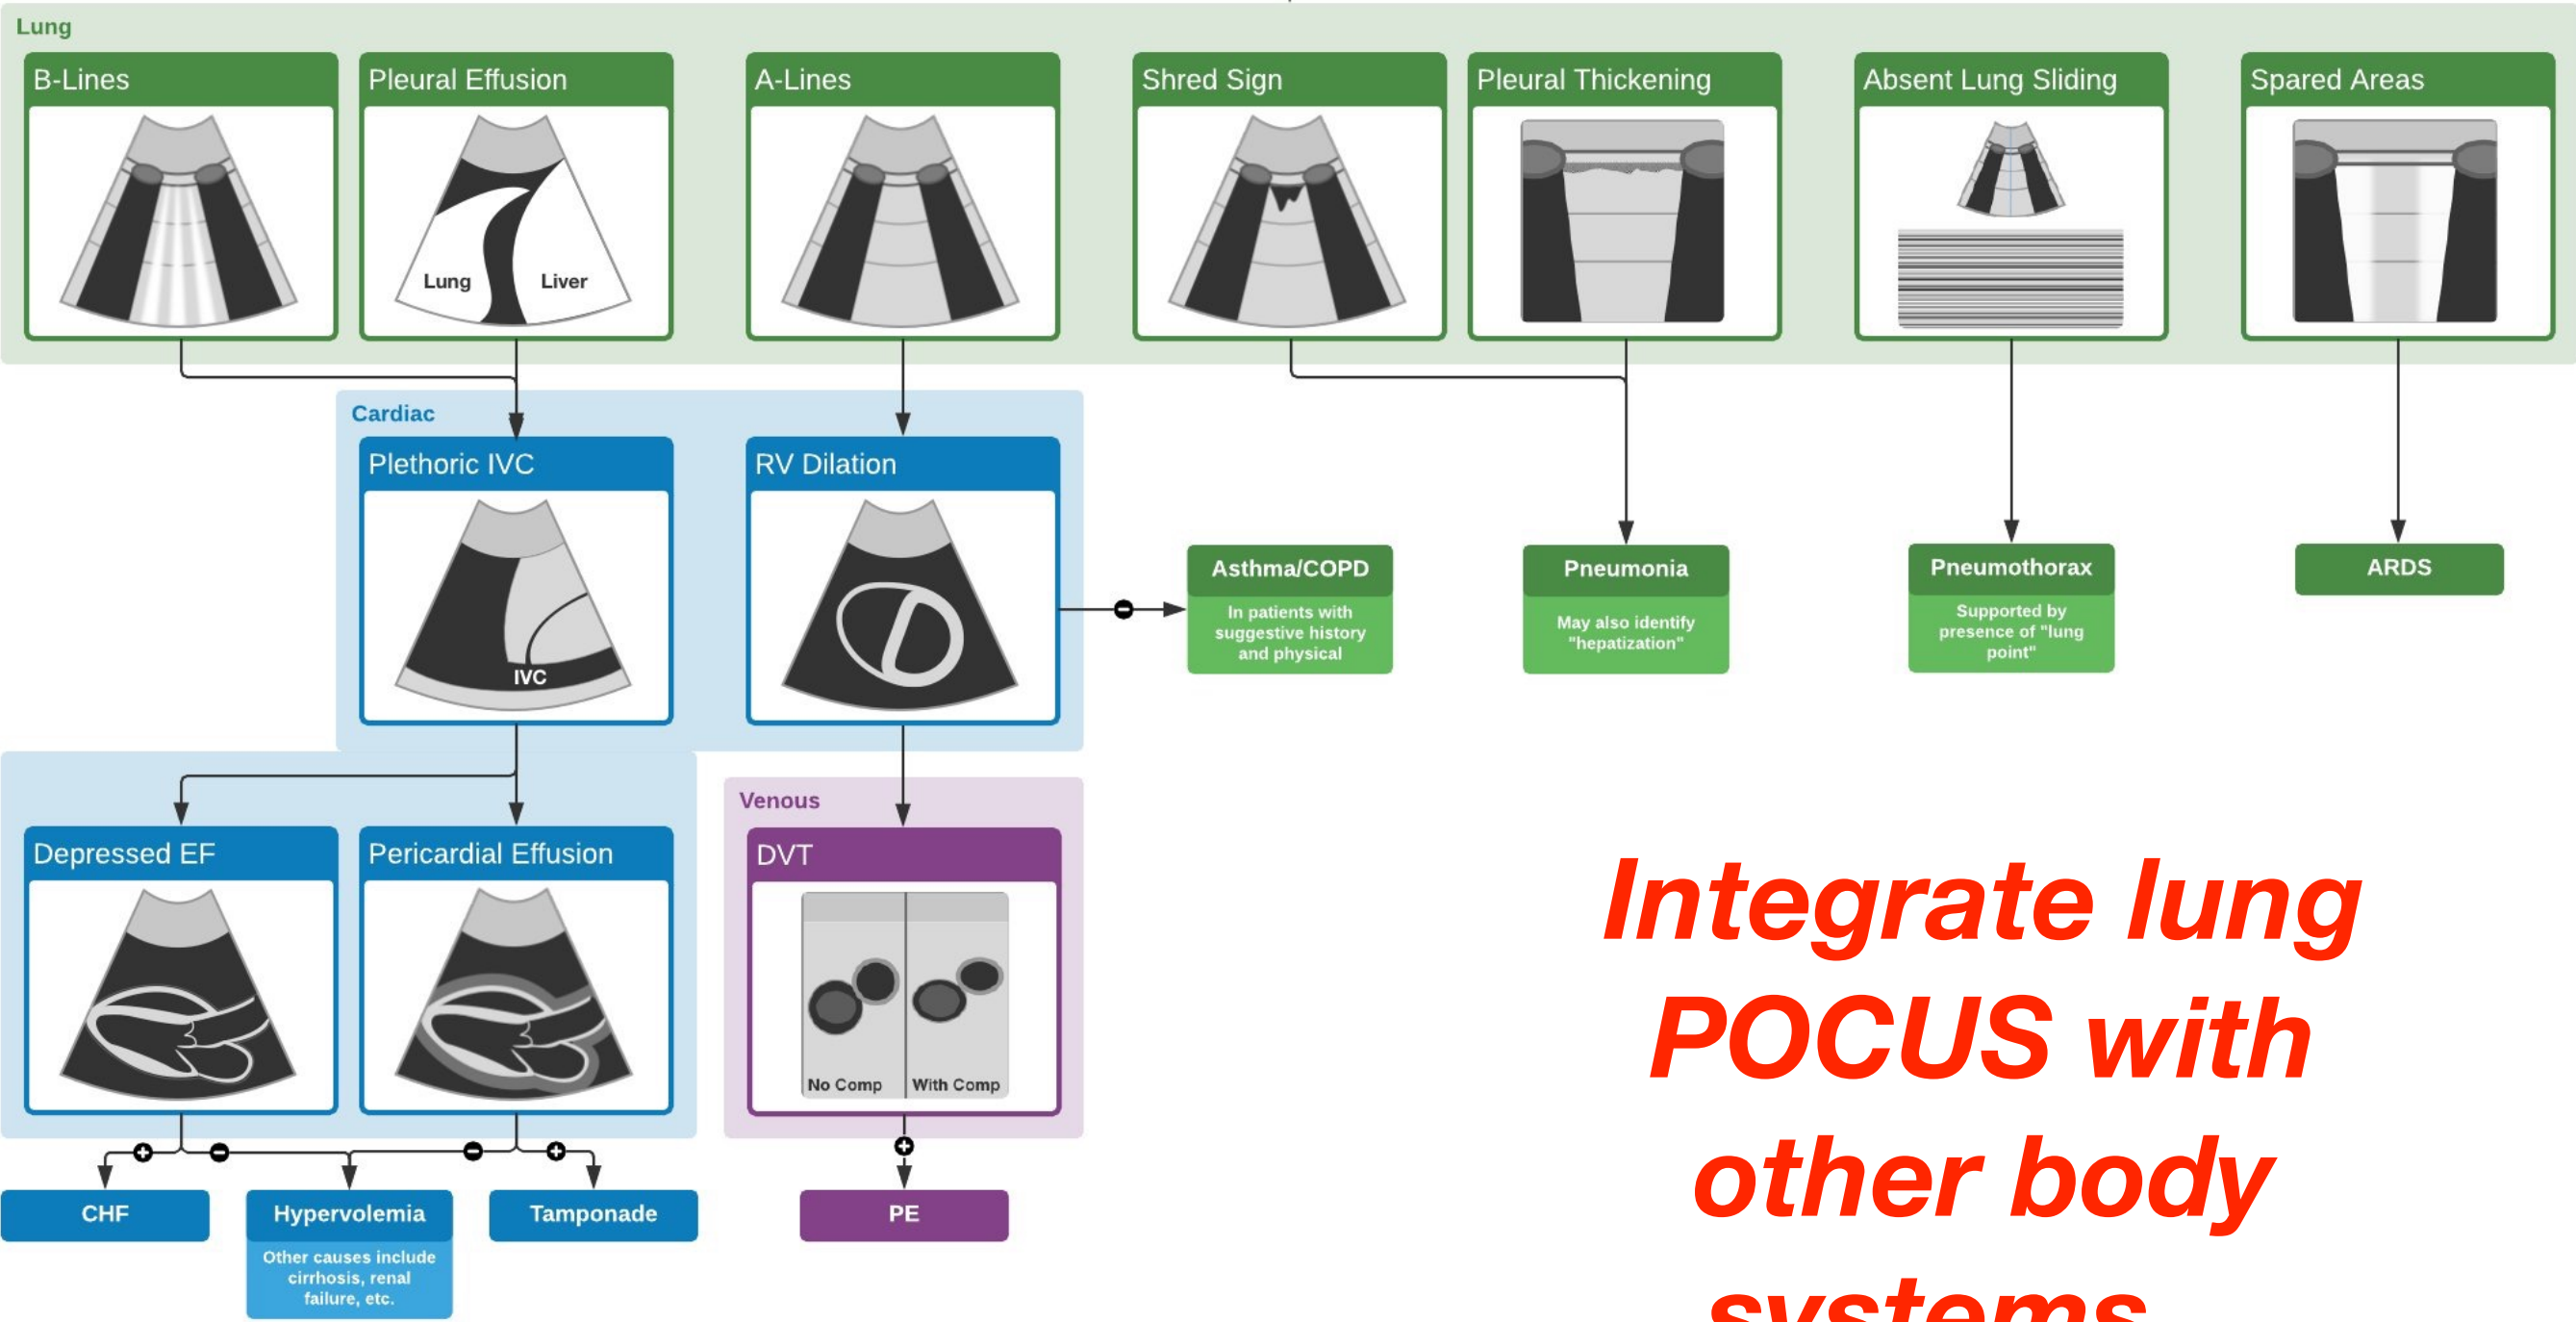 Lung
B-Lines
Pleural Effusion
A-Lines
Shred Sign
Pleural Thickening
Absent Lung Sliding
Spared Areas
Lung
Liver
Cardiac
Plethoric IVC
RV Dilation
IVC
Asthma/COPD
In patients with
suggestive history
and physical
Pneumonia
May also identify
"hepatization"
Pneumothorax
Supported by
presence of "lung
point"
ARDS
Depressed EF
Pericardial Effusion
Venous
DVT
No Comp
With Comp
CHF
Hypervolemia
Other causes include
cirrhosis, renal
failure, etc.
Tamponade
PE
Integrate lung
POCUS with
other body
systems